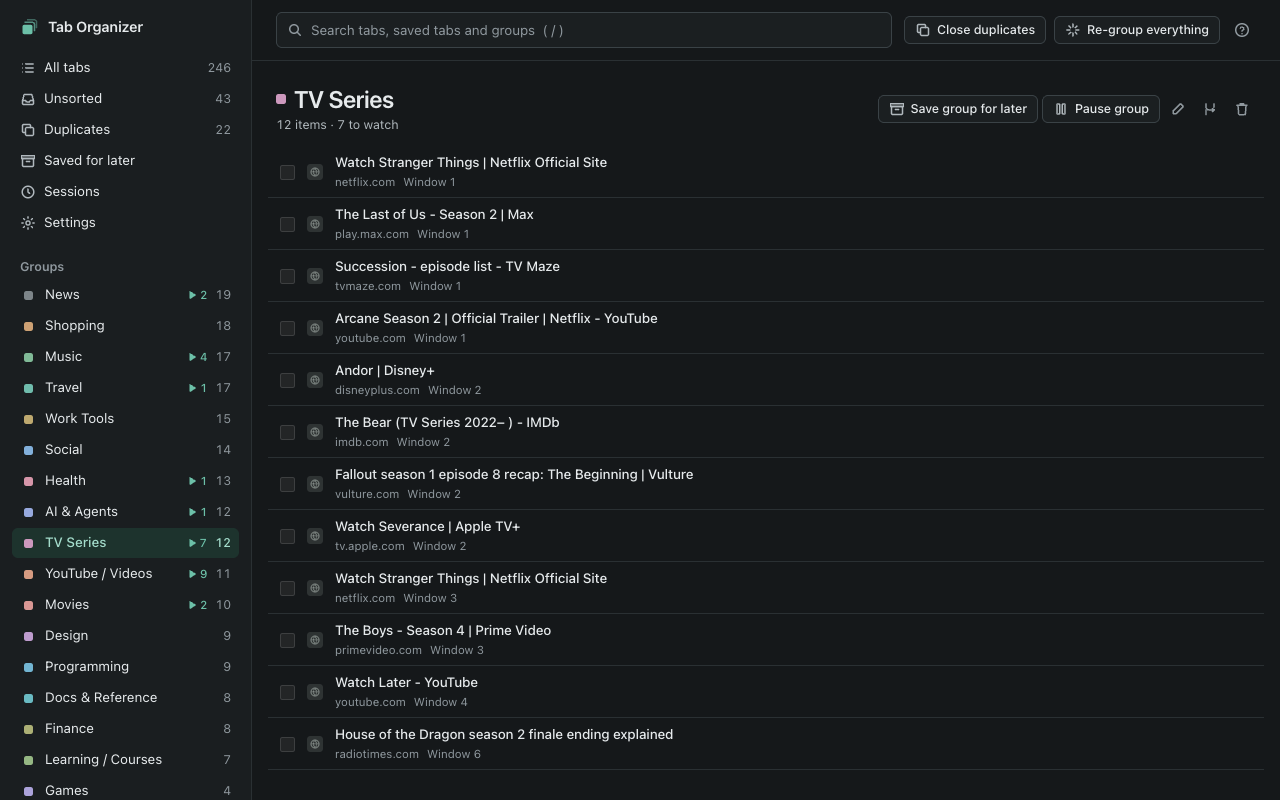 Tab Organizer
All tabs 246
Unsorted 43
Duplicates 22
Saved for later
Sessions
Settings
Groups
News 2 19
Shopping 18
Music 4 17
Travel 1 17
Work Tools 15
Social 14
Health 1 13
AI & Agents 1 12
TV Series 7 12
YouTube / Videos 9 11
Movies 2 10
Design 9
Programming 9
Docs & Reference 8
Finance 8
Learning / Courses 7
Games 4
Search tabs, saved tabs and groups ( / )
Close duplicates
Re-group everything
TV Series
12 items · 7 to watch
Save group for later
Pause group
Watch Stranger Things | Netflix Official Site
netflix.com Window 1
The Last of Us - Season 2 | Max
play.max.com Window 1
Succession - episode list - TV Maze
tvmaze.com Window 1
Arcane Season 2 | Official Trailer | Netflix - YouTube
youtube.com Window 1
Andor | Disney+
disneyplus.com Window 2
The Bear (TV Series 2022– ) - IMDb
imdb.com Window 2
Fallout season 1 episode 8 recap: The Beginning | Vulture
vulture.com Window 2
Watch Severance | Apple TV+
tv.apple.com Window 2
Watch Stranger Things | Netflix Official Site
netflix.com Window 3
The Boys - Season 4 | Prime Video
primevideo.com Window 3
Watch Later - YouTube
youtube.com Window 4
House of the Dragon season 2 finale ending explained
radiotimes.com Window 6